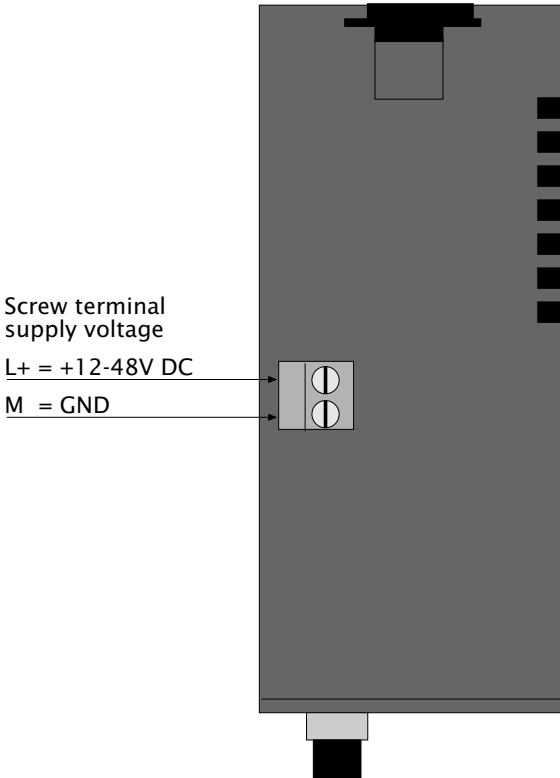 Screw terminal
supply voltage
L+ = +12-48V DC
M  = GND